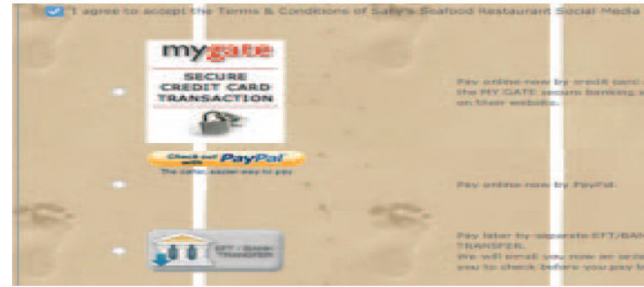 I agree to accept the Terms & Conditions of Sally's Seafood Restaurant Social Media
mygate
SECURE
CREDIT CARD
TRANSACTION
Pay online now by credit card
the MY GATE secure banking
on their website.
Check out
with PayPal
The safer, easier way to pay
Pay online now by PayPal.
EFT / BANK
TRANSFER
Pay later by separate EFT/BAN
TRANSFER.
We will email you now an
you to check before you pay